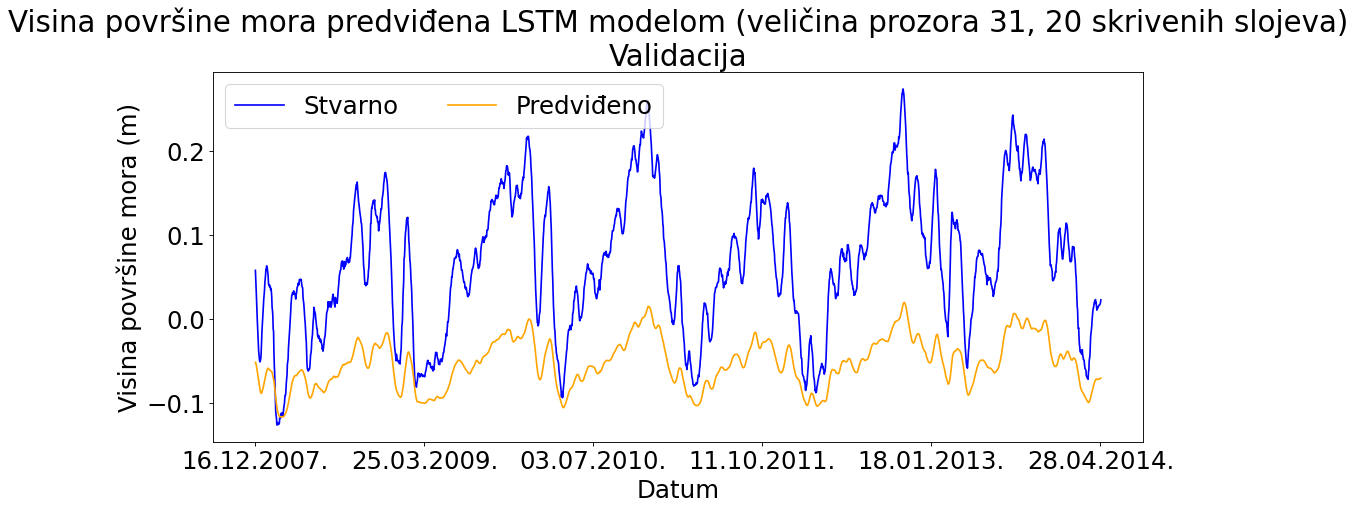 Visina površine mora predviđena LSTM modelom (veličina prozora 31, 20 skrivenih slojeva)
Validacija
Stvarno Predviđeno
Visina površine mora (m)
0.2
0.1
0.0
−0.1
16.12.2007. 25.03.2009. 03.07.2010. 11.10.2011. 18.01.2013. 28.04.2014.
Datum